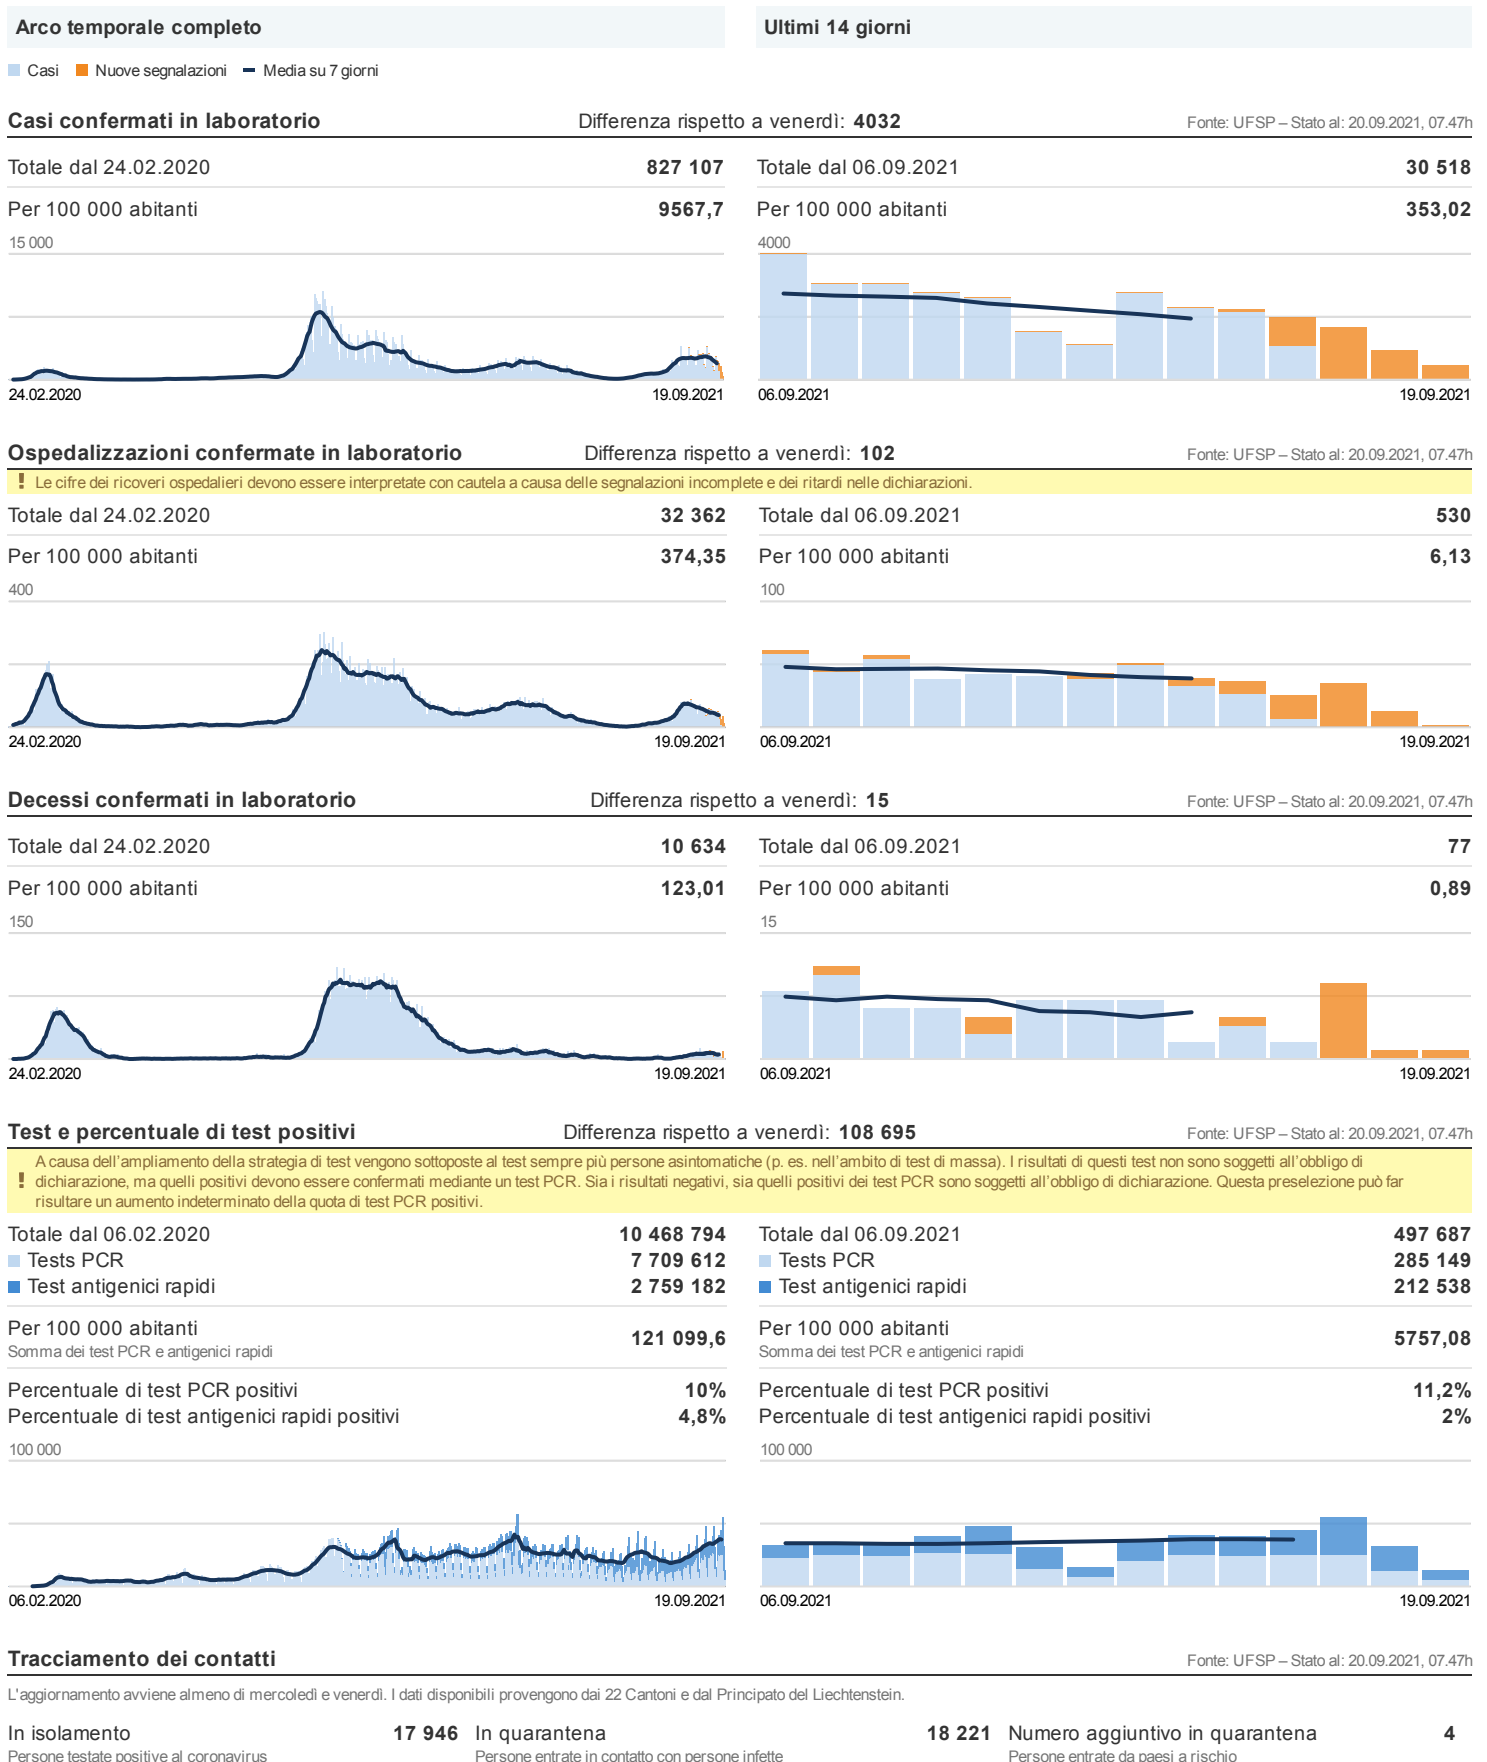 Arco temporale completo
Ultimi 14 giorni
Casi Nuove segnalazioni Media su 7 giorni
Casi confermati in laboratorio Differenza rispetto a venerdì: 4032 Fonte: UFSP – Stato al: 20.09.2021, 07.47h
Totale dal 24.02.2020 827 107
Per 100 000 abitanti 9567,7
15 000
24.02.2020 19.09.2021
Totale dal 06.09.2021 30 518
Per 100 000 abitanti 353,02
4000
06.09.2021 19.09.2021
Ospedalizzazioni confermate in laboratorio Differenza rispetto a venerdì: 102 Fonte: UFSP – Stato al: 20.09.2021, 07.47h
! Le cifre dei ricoveri ospedalieri devono essere interpretate con cautela a causa delle segnalazioni incomplete e dei ritardi nelle dichiarazioni.
Totale dal 24.02.2020 32 362
Per 100 000 abitanti 374,35
400
24.02.2020 19.09.2021
Totale dal 06.09.2021 530
Per 100 000 abitanti 6,13
100
06.09.2021 19.09.2021
Decessi confermati in laboratorio Differenza rispetto a venerdì: 15 Fonte: UFSP – Stato al: 20.09.2021, 07.47h
Totale dal 24.02.2020 10 634
Per 100 000 abitanti 123,01
150
24.02.2020 19.09.2021
Totale dal 06.09.2021 77
Per 100 000 abitanti 0,89
15
06.09.2021 19.09.2021
Test e percentuale di test positivi Differenza rispetto a venerdì: 108 695 Fonte: UFSP – Stato al: 20.09.2021, 07.47h
A causa dell'ampliamento della strategia di test vengono sottoposte al test sempre più persone asintomatiche (p. es. nell'ambito di test di massa). I risultati di questi test non sono soggetti all'obbligo di
! dichiarazione, ma quelli positivi devono essere confermati mediante un test PCR. Sia i risultati negativi, sia quelli positivi dei test PCR sono soggetti all'obbligo di dichiarazione. Questa preselezione può far
risultare un aumento indeterminato della quota di test PCR positivi.
Totale dal 06.02.2020 10 468 794
Tests PCR 7 709 612
Test antigenici rapidi 2 759 182
Per 100 000 abitanti 121 099,6
Somma dei test PCR e antigenici rapidi
Percentuale di test PCR positivi 10%
Percentuale di test antigenici rapidi positivi 4,8%
100 000
06.02.2020 19.09.2021
Totale dal 06.09.2021 497 687
Tests PCR 285 149
Test antigenici rapidi 212 538
Per 100 000 abitanti 5757,08
Somma dei test PCR e antigenici rapidi
Percentuale di test PCR positivi 11,2%
Percentuale di test antigenici rapidi positivi 2%
100 000
06.09.2021 19.09.2021
Tracciamento dei contatti Fonte: UFSP – Stato al: 20.09.2021, 07.47h
L'aggiornamento avviene almeno di mercoledì e venerdì. I dati disponibili provengono dai 22 Cantoni e dal Principato del Liechtenstein.
In isolamento 17 946
Persone testate positive al coronavirus
In quarantena 18 221
Persone entrate in contatto con persone infette
Numero aggiuntivo in quarantena 4
Persone entrate da paesi a rischio